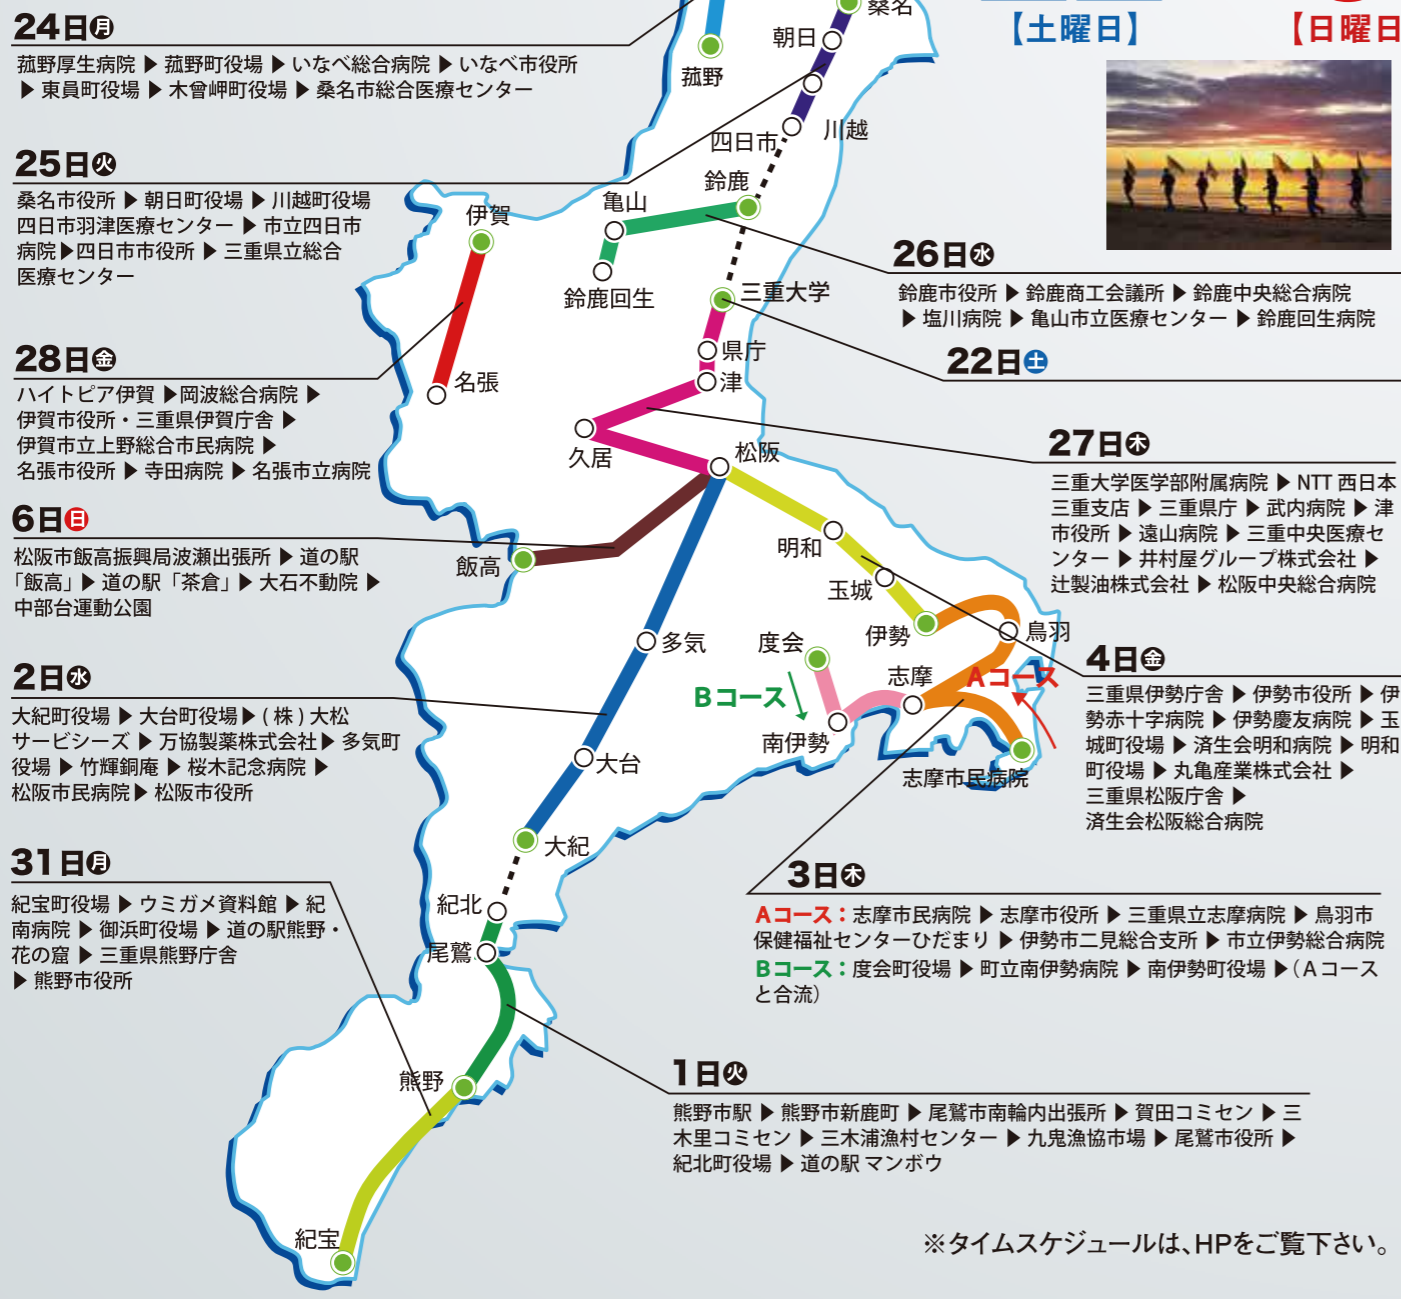 24日月
菰野厚生病院 ▶ 菰野町役場 ▶ いなべ総合病院 ▶ いなべ市役所
▶ 東員町役場 ▶ 木曾岬町役場 ▶ 桑名市総合医療センター
25日火
桑名市役所 ▶ 朝日町役場 ▶ 川越町役場
四日市羽津医療センター ▶ 市立四日市
病院▶四日市市役所 ▶ 三重県立総合
医療センター
28日金
ハイトピア伊賀 ▶岡波総合病院 ▶
伊賀市役所・三重県伊賀庁舎 ▶
伊賀市立上野総合市民病院 ▶
名張市役所 ▶ 寺田病院 ▶ 名張市立病院
6日日
松阪市飯高振興局波瀬出張所 ▶ 道の駅
「飯高」▶ 道の駅「茶倉」▶ 大石不動院 ▶
中部台運動公園
2日水
大紀町役場 ▶ 大台町役場▶ (株) 大松
サービシーズ ▶ 万協製薬株式会社▶ 多気町
役場 ▶ 竹輝銅庵 ▶ 桜木記念病院 ▶
松阪市民病院▶ 松阪市役所
31日月
紀宝町役場 ▶ ウミガメ資料館 ▶ 紀
南病院 ▶ 御浜町役場 ▶ 道の駅熊野・
花の窟 ▶ 三重県熊野庁舎
▶ 熊野市役所
桑名
朝日
菰野
川越
四日市
鈴鹿
亀山
鈴鹿回生
伊賀
名張
三重大学
県庁
津
久居
松阪
飯高
明和
玉城
伊勢
鳥羽
多気
度会
志摩
Aコース
Bコース
南伊勢
大台
志摩市民病院
大紀
紀北
尾鷲
熊野
紀宝
【土曜日】
【日曜日
26日水
鈴鹿市役所 ▶ 鈴鹿商工会議所 ▶ 鈴鹿中央総合病院
▶ 塩川病院 ▶ 亀山市立医療センター ▶ 鈴鹿回生病院
22日土
27日木
三重大学医学部附属病院 ▶ NTT 西日本
三重支店 ▶ 三重県庁 ▶ 武内病院 ▶ 津
市役所 ▶ 遠山病院 ▶ 三重中央医療セ
ンター ▶ 井村屋グループ株式会社 ▶
辻製油株式会社 ▶ 松阪中央総合病院
4日金
三重県伊勢庁舎 ▶ 伊勢市役所 ▶ 伊
勢赤十字病院 ▶ 伊勢慶友病院 ▶ 玉
城町役場 ▶ 済生会明和病院 ▶ 明和
町役場 ▶ 丸亀産業株式会社 ▶
三重県松阪庁舎 ▶
済生会松阪総合病院
3日木
Aコース：志摩市民病院 ▶ 志摩市役所 ▶ 三重県立志摩病院 ▶ 鳥羽市
保健福祉センターひだまり ▶ 伊勢市二見総合支所 ▶ 市立伊勢総合病院
Bコース：度会町役場 ▶ 町立南伊勢病院 ▶ 南伊勢町役場 ▶(Aコース
と合流)
1日火
熊野市駅 ▶ 熊野市新鹿町 ▶ 尾鷲市南輪内出張所 ▶ 賀田コミセン ▶ 三
木里コミセン ▶ 三木浦漁村センター ▶ 九鬼漁協市場 ▶ 尾鷲市役所 ▶
紀北町役場 ▶ 道の駅 マンボウ
※タイムスケジュールは、HPをご覧下さい。